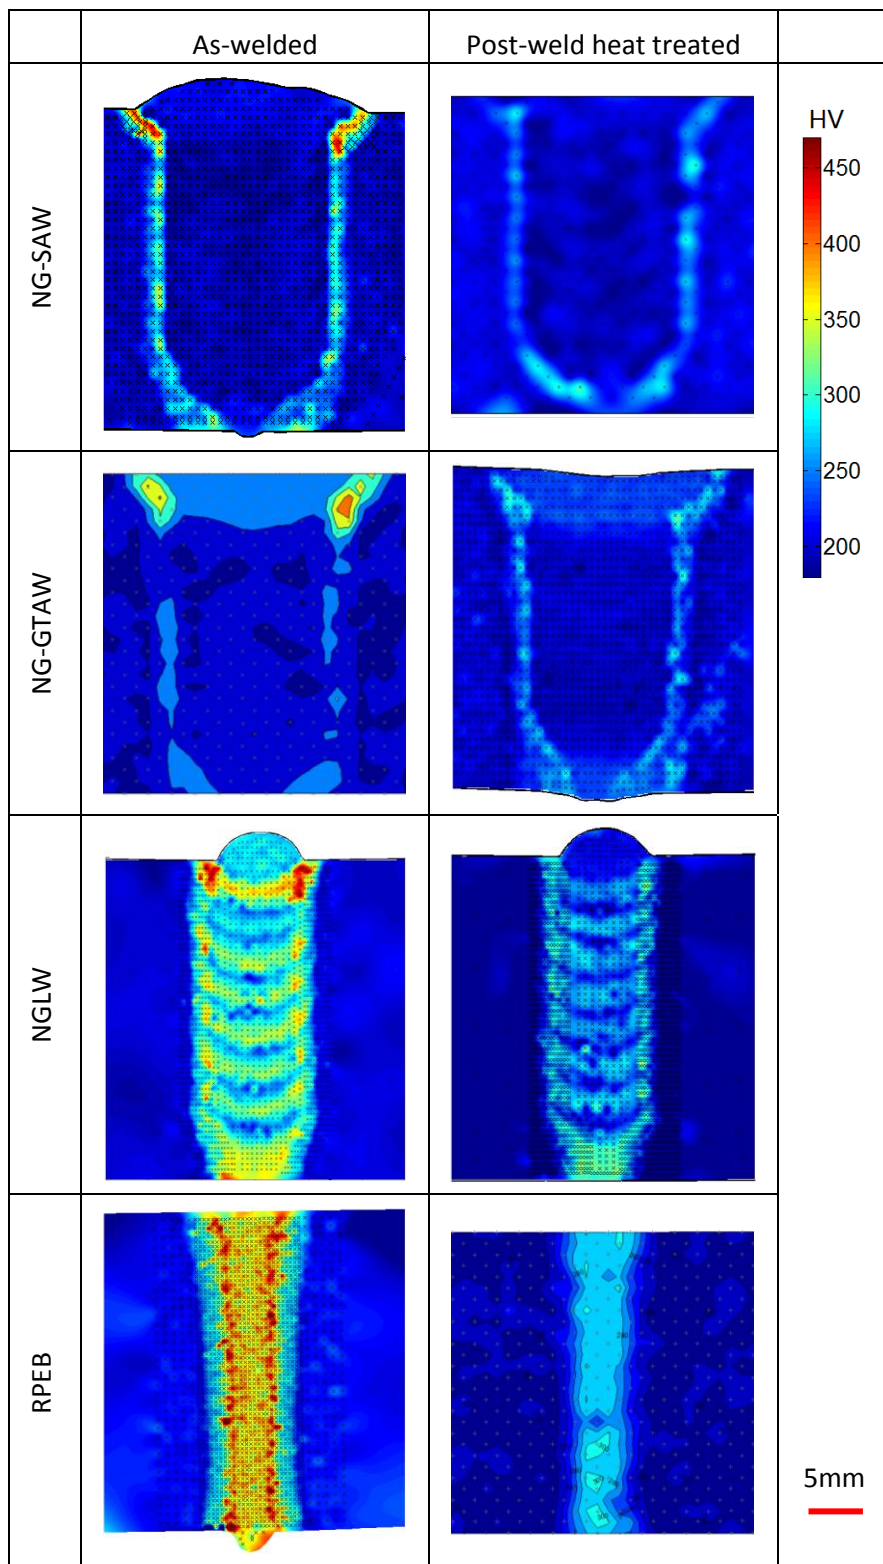 As-welded
Post-weld heat treated
HV
NG-SAW
450
400
350
300
250
200
NG-GTAW
NGLW
RPEB
5mm